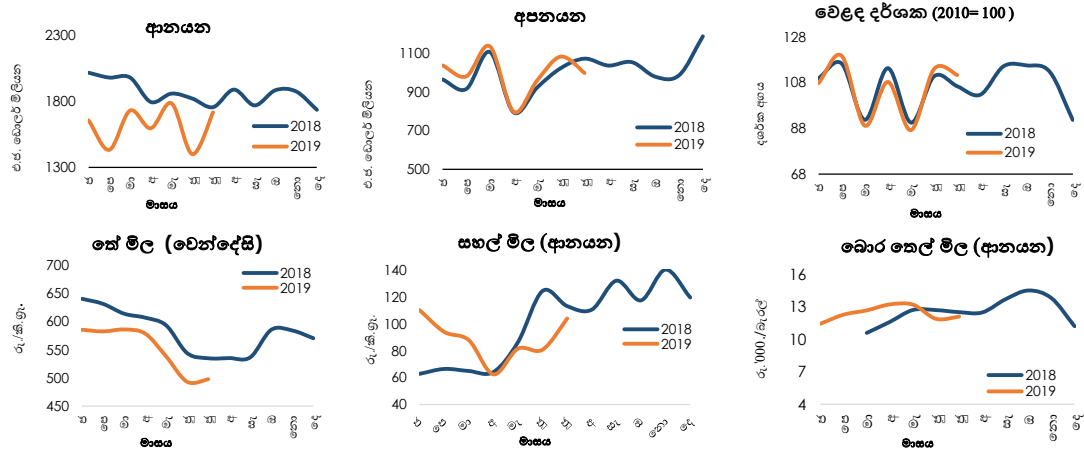 ආනයන
එ.ජ. ඩොලර් මිලියන
2300
1800
1300
2018
2019
ජ පෙ මා අ මැ ජූ ජූ අ සැ ඔ නො දෙ
මාසය
අපනයන
එ.ජ. ඩොලර් මිලියන
1100
900
700
500
2018
2019
ජ පෙ මා අ මැ ජූ ජූ අ සැ ඔ නො දෙ
මාසය
වෙළඳ දර්ශක (2010=100 )
දර්ශක අගය
128
108
88
68
2018
2019
ජ පෙ මා අ මැ ජූ ජූ අ සැ ඔ නො දෙ
මාසය
තේ මිල (වෙන්දේසි)
රු./කි.ග්‍රෑ.
700
650
600
550
500
450
2018
2019
ජ පෙ මා අ මැ ජූ ජූ අ සැ ඔ නො දෙ
මාසය
සහල් මිල (ආනයන)
රු./කි.ග්‍රෑ.
140
120
100
80
60
40
2018
2019
ජ පෙ මා අ මැ ජූ ජූ අ සැ ඔ නො දෙ
මාසය
බොර තෙල් මිල (ආනයන)
රු.'000./බැරල්
16
13
10
7
4
2018
2019
ජ පෙ මා අ මැ ජූ ජූ අ සැ ඔ නො දෙ
මාසය